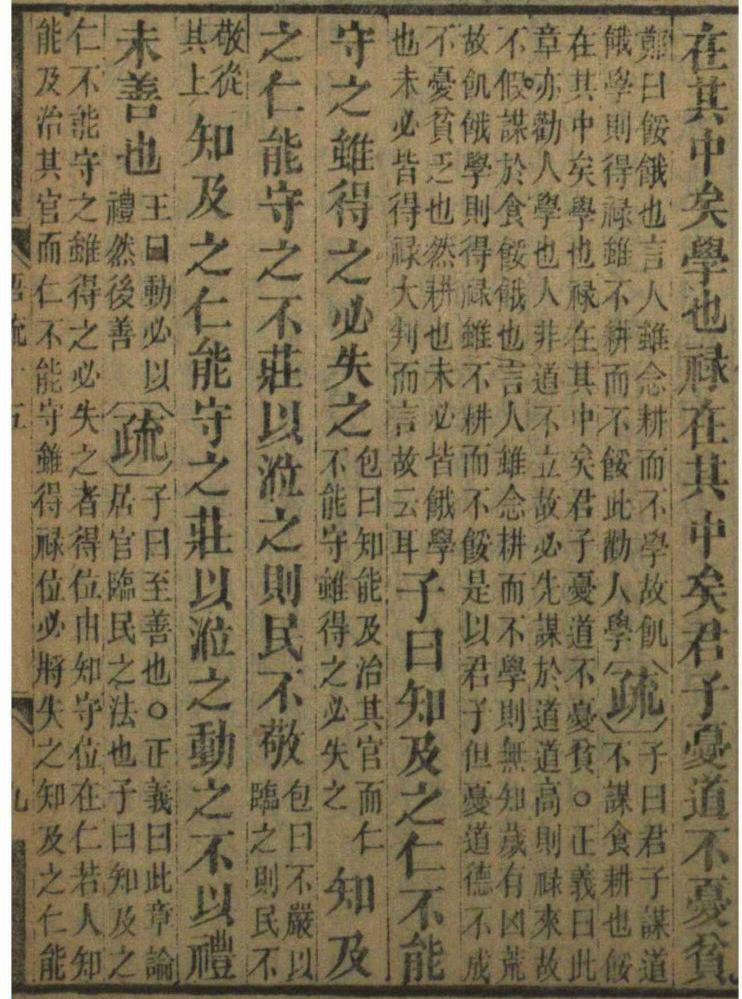 在其中矣學也禄在其中矣君子憂道不憂貧
鄭曰餒餓也言人雖念耕而不學故飢
餓學則得禄雖不耕而不餒此勸人學
疏
子曰君子謀道
不謀食耕也餒
在其中矣學也禄在其中矣君子憂道不憂貧○正義曰此
章亦勸人學也人非道不立故必先謀於道道高則禄來故
不假謀於食餒餓也言人雖念耕而不學則無知歲有凶荒
故飢餓學則得禄雖不耕而不餒是以君子但憂道德不成
不憂貧乏也然耕也未必皆餓學
也未必皆得禄大判而言故云耳
子曰知及之仁不能
守之雖得之必失之
包曰知能及治其官而仁
不能守雖得之必失之
知及
之仁能守之不莊以涖之則民不敬
包曰不嚴以
臨之則民不
敬從
其上
知及之仁能守之莊以涖之動之不以禮
未善也
王曰動必以
禮然後善
疏
子曰至善也○正義曰此章論
居官臨民之法也子曰知及之
仁不能守之雖得之必失之者得位由知守位在仁若人知
能及治其官而仁不能守雖得禄位必將失之知及之仁能
九